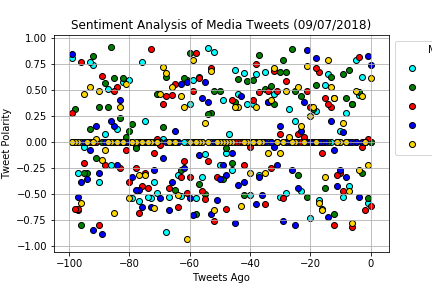 Sentiment Analysis of Media Tweets (09/07/2018)
1.00
0.75
0.50
0.25
0.00
−0.25
−0.50
−0.75
−1.00
Tweet Polarity
−100 −80 −60 −40 −20 0
Tweets Ago